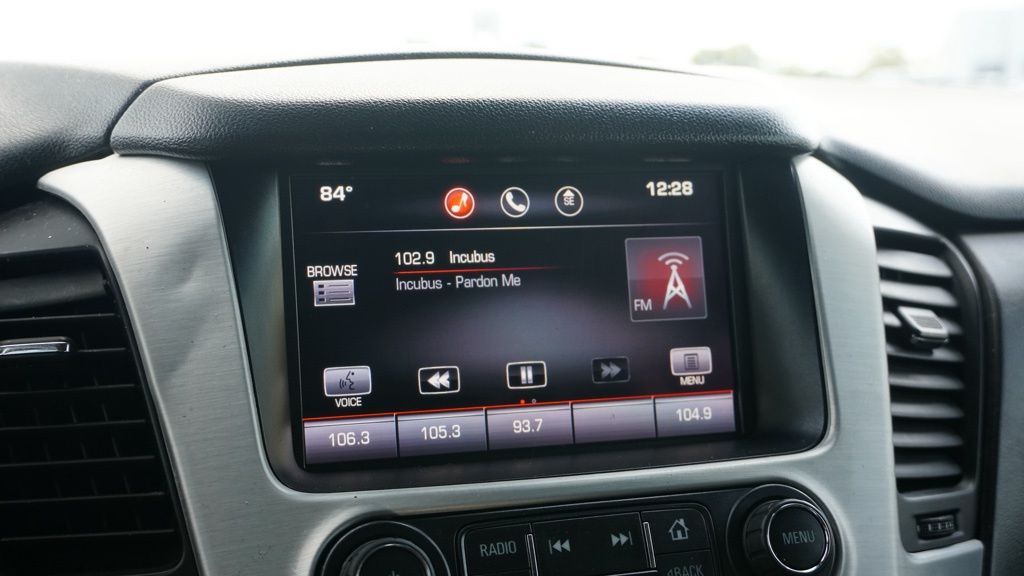 84° 12:28
SE
102.9 Incubus
BROWSE
Incubus - Pardon Me
FM
VOICE
MENU
106.3 105.3 93.7 104.9
RADIO
MENU
BACK